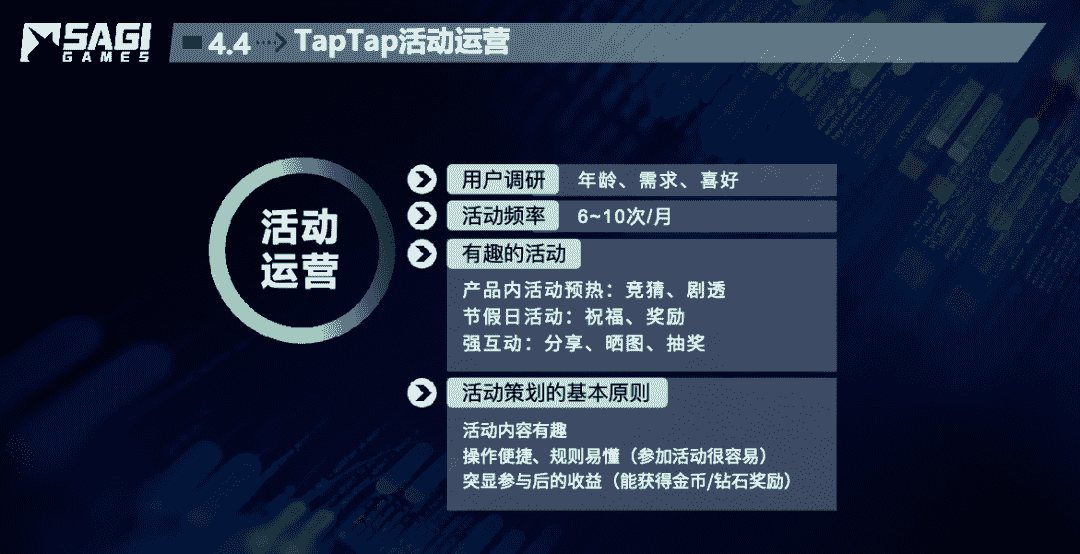 SAGI
GAMES
4.4 TapTap活动运营
活动
运营
用户调研 年龄、需求、喜好
活动频率 6~10次/月
有趣的活动
产品内活动预热：竞猜、剧透
节假日活动：祝福、奖励
强互动：分享、晒图、抽奖
活动策划的基本原则
活动内容有趣
操作便捷、规则易懂（参加活动很容易）
突显参与后的收益（能获得金币/钻石奖励）